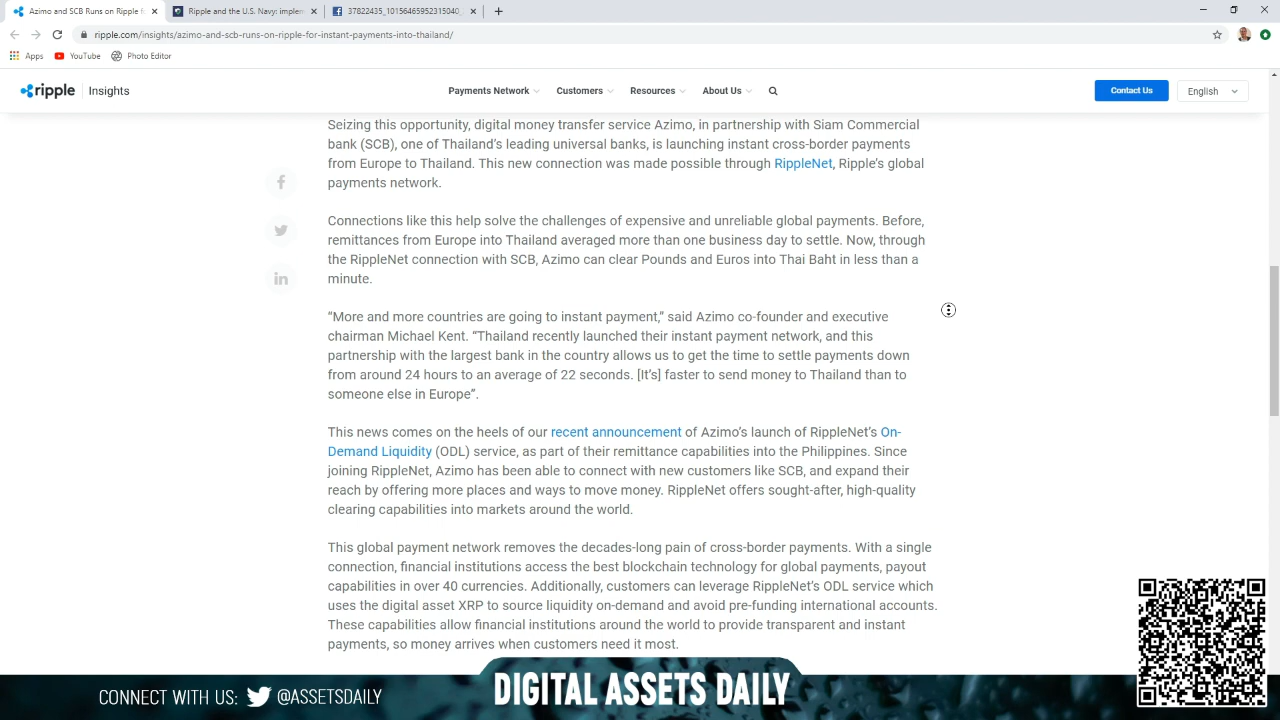 Azimo and SCB Runs on Ripple f
Ripple and the U.S. Navy: implem
37822435_10156465952315040_
ripple.com/insights/azimo-and-scb-runs-on-ripple-for-instant-payments-into-thailand/
Apps
YouTube
Photo Editor
ripple
Insights
Payments Network
Customers
Resources
About Us
Contact Us
English
Seizing this opportunity, digital money transfer service Azimo, in partnership with Siam Commercial
bank (SCB), one of Thailand's leading universal banks, is launching instant cross-border payments
from Europe to Thailand. This new connection was made possible through RippleNet, Ripple's global
payments network.
Connections like this help solve the challenges of expensive and unreliable global payments. Before,
remittances from Europe into Thailand averaged more than one business day to settle. Now, through
the RippleNet connection with SCB, Azimo can clear Pounds and Euros into Thai Baht in less than a
minute.
“More and more countries are going to instant payment,” said Azimo co-founder and executive
chairman Michael Kent. “Thailand recently launched their instant payment network, and this
partnership with the largest bank in the country allows us to get the time to settle payments down
from around 24 hours to an average of 22 seconds. [It's] faster to send money to Thailand than to
someone else in Europe”.
This news comes on the heels of our recent announcement of Azimo's launch of RippleNet's On-
Demand Liquidity (ODL) service, as part of their remittance capabilities into the Philippines. Since
joining RippleNet, Azimo has been able to connect with new customers like SCB, and expand their
reach by offering more places and ways to move money. RippleNet offers sought-after, high-quality
clearing capabilities into markets around the world.
This global payment network removes the decades-long pain of cross-border payments. With a single
connection, financial institutions access the best blockchain technology for global payments, payout
capabilities in over 40 currencies. Additionally, customers can leverage RippleNet's ODL service which
uses the digital asset XRP to source liquidity on-demand and avoid pre-funding international accounts.
These capabilities allow financial institutions around the world to provide transparent and instant
payments, so money arrives when customers need it most.
CONNECT WITH US: @ASSETSDAILY
DIGITAL ASSETS DAILY